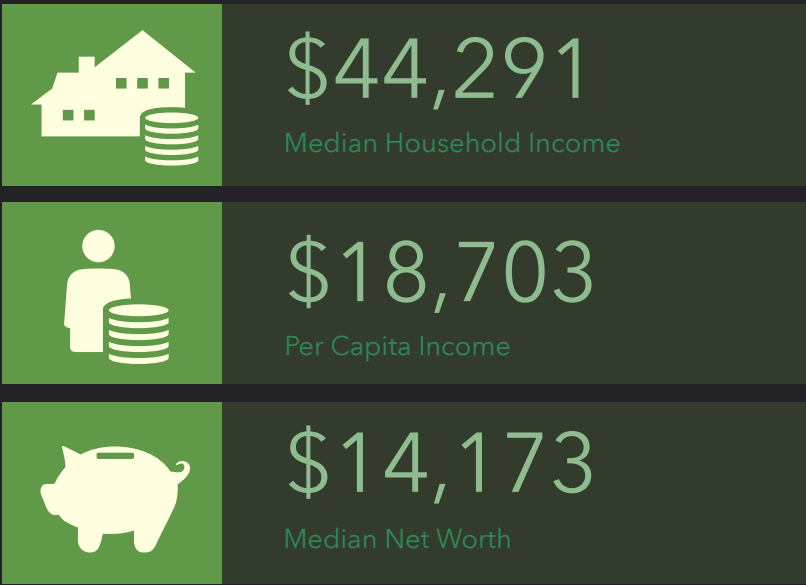 $44,291
Median Household Income
$18,703
Per Capita Income
$14,173
Median Net Worth